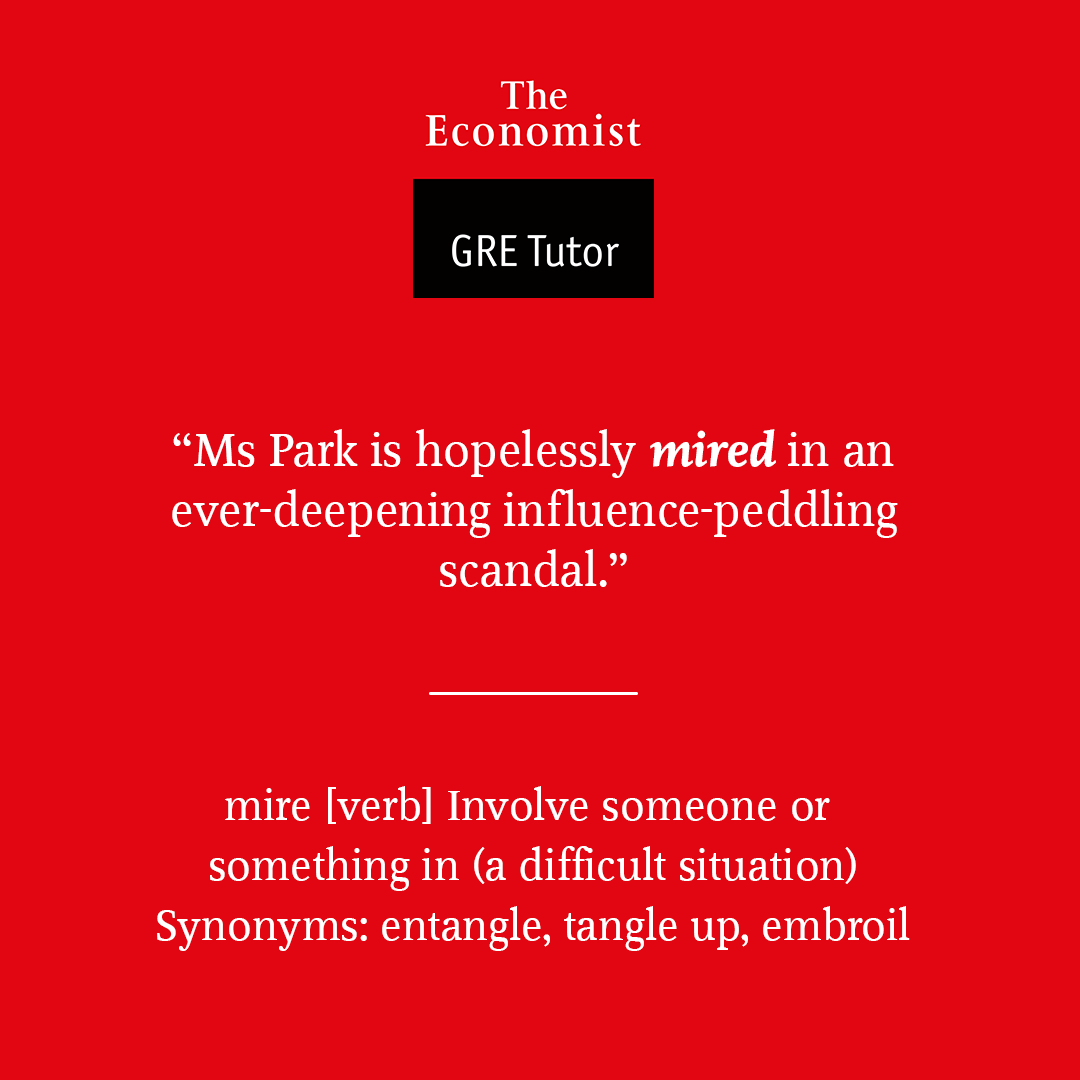 The
Economist
GRE Tutor
“Ms Park is hopelessly mired in an
ever-deepening influence-peddling
scandal.”
mire [verb] Involve someone or
something in (a difficult situation)
Synonyms: entangle, tangle up, embroil